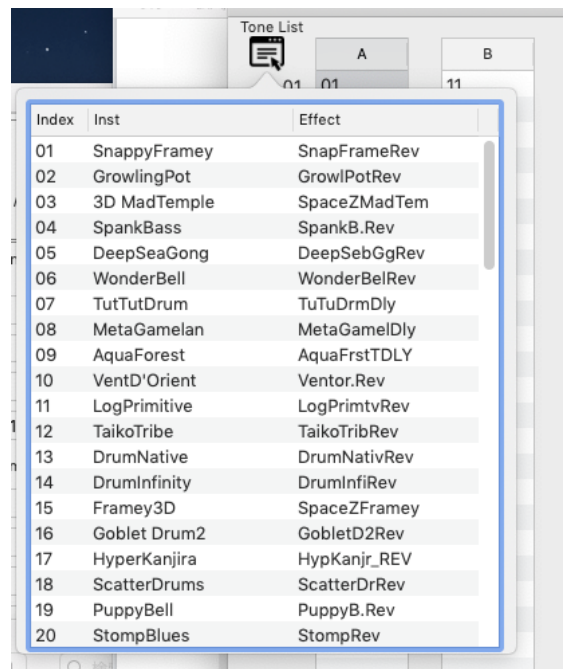 Tone List
A B
01 01 11
Index Inst Effect
01 SnappyFramey SnapFrameRev
02 GrowlingPot GrowlPotRev
03 3D MadTemple SpaceZMadTem
04 SpankBass SpankB.Rev
05 DeepSeaGong DeepSebGgRev
06 WonderBell WonderBelRev
07 TutTutDrum TuTuDrmDly
08 MetaGamelan MetaGamelDly
09 AquaForest AquaFrstTDLY
10 VentD'Orient Ventor.Rev
11 LogPrimitive LogPrimtvRev
12 TaikoTribe TaikoTribRev
13 DrumNative DrumNativRev
14 DrumInfinity DrumInfiRev
15 Framey3D SpaceZFramey
16 Goblet Drum2 GobletD2Rev
17 HyperKanjira HypKanjr_REV
18 ScatterDrums ScatterDrRev
19 PuppyBell PuppyB.Rev
20 StompBlues StompRev